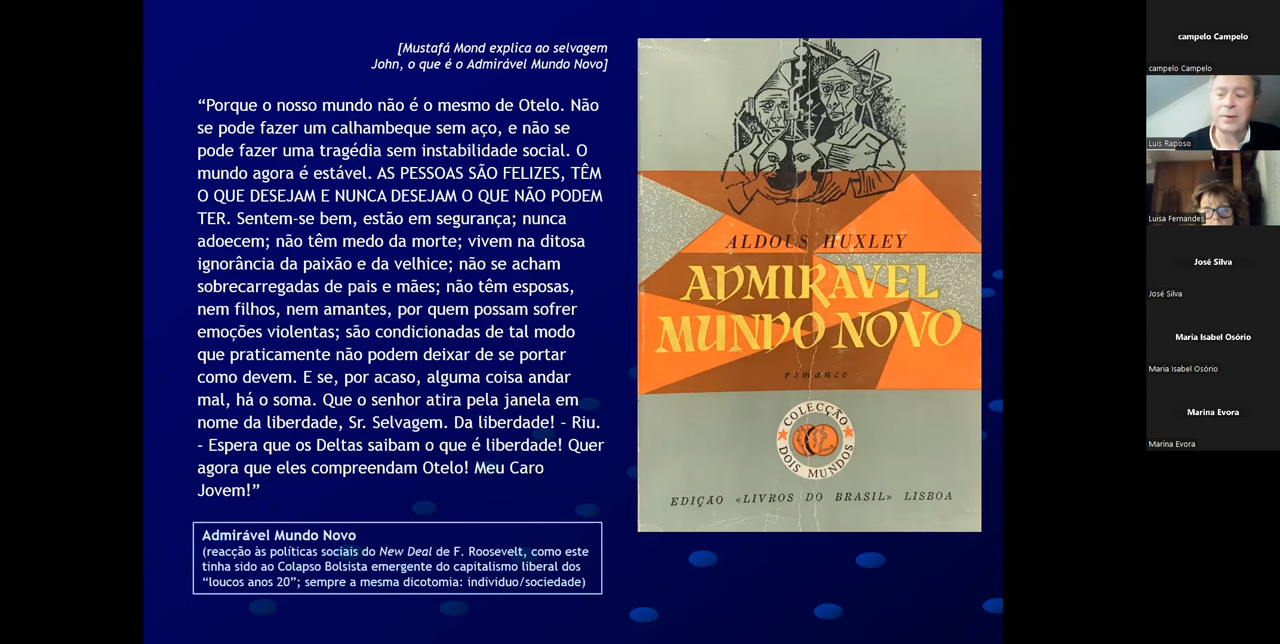 [Mustafá Mond explica ao selvagem
John, o que é o Admirável Mundo Novo]
“Porque o nosso mundo não é o mesmo de Otelo. Não
se pode fazer um calhambeque sem aço, e não se
pode fazer uma tragédia sem instabilidade social. O
mundo agora é estável. AS PESSOAS SÃO FELIZES, TÊM
O QUE DESEJAM E NUNCA DESEJAM O QUE NÃO PODEM
TER. Sentem-se bem, estão em segurança; nunca
adoecem; não têm medo da morte; vivem na ditosa
ignorância da paixão e da velhice; não se acham
sobrecarregadas de pais e mães; não têm esposas,
nem filhos, nem amantes, por quem possam sofrer
emoções violentas; são condicionadas de tal modo
que praticamente não podem deixar de se portar
como devem. E se, por acaso, alguma coisa andar
mal, há o soma. Que o senhor atira pela janela em
nome da liberdade, Sr. Selvagem. Da liberdade! - Riu.
- Espera que os Deltas saibam o que é liberdade! Quer
agora que eles compreendam Otelo! Meu Caro
Jovem!”
Admirável Mundo Novo
(reacção às políticas sociais do New Deal de F. Roosevelt, como este
tinha sido ao Colapso Bolsista emergente do capitalismo liberal dos
“loucos anos 20”; sempre a mesma dicotomia: individuo/sociedade)
ALDOUS HUXLEY
ADMIRAVEL
MUNDO NOVO
romance
COLECÇÃO
DOIS MUNDOS
EDIÇÃO «LIVROS DO BRASIL» LISBOA
campelo Campelo
campelo Campelo
Luis Raposo
Luisa Fernandes
José Silva
José Silva
Maria Isabel Osório
Maria Isabel Osório
Marina Evora
Marina Evora